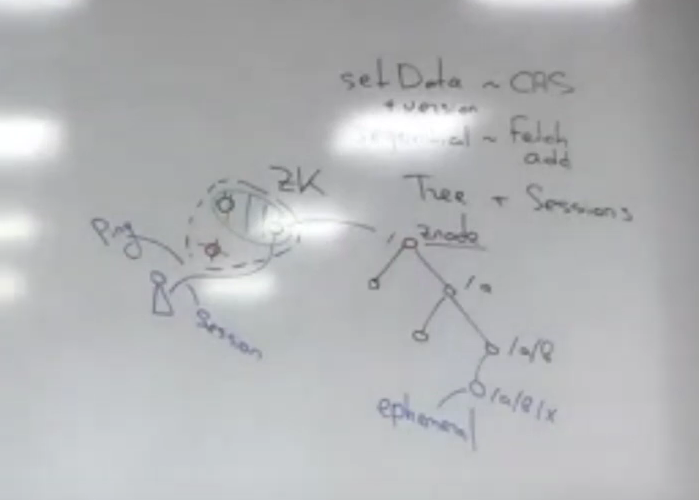 setData ~ CAS
+ version
sequential ~ Fetch
add
Tree + Sessions
ZK
Ping
Session
/
znode
/a
/a/B
/a/B/x
ephemeral